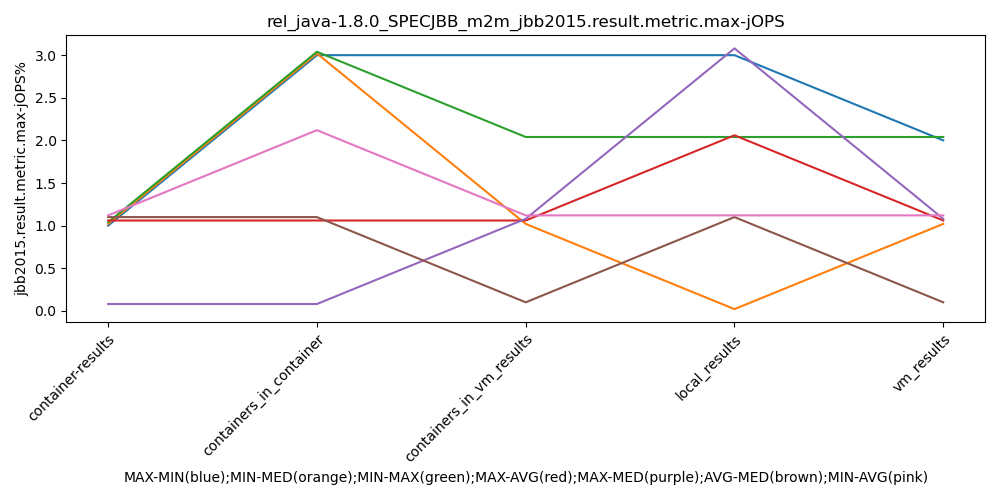 rel_java-1.8.0_SPECJBB_m2m_jbb2015.result.metric.max-jOPS
jbb2015.result.metric.max-jOPS%
3.0
2.5
2.0
1.5
1.0
0.5
0.0
container-results
containers_in_container
containers_in_vm_results
local_results
vm_results
MAX-MIN(blue);MIN-MED(orange);MIN-MAX(green);MAX-AVG(red);MAX-MED(purple);AVG-MED(brown);MIN-AVG(pink)